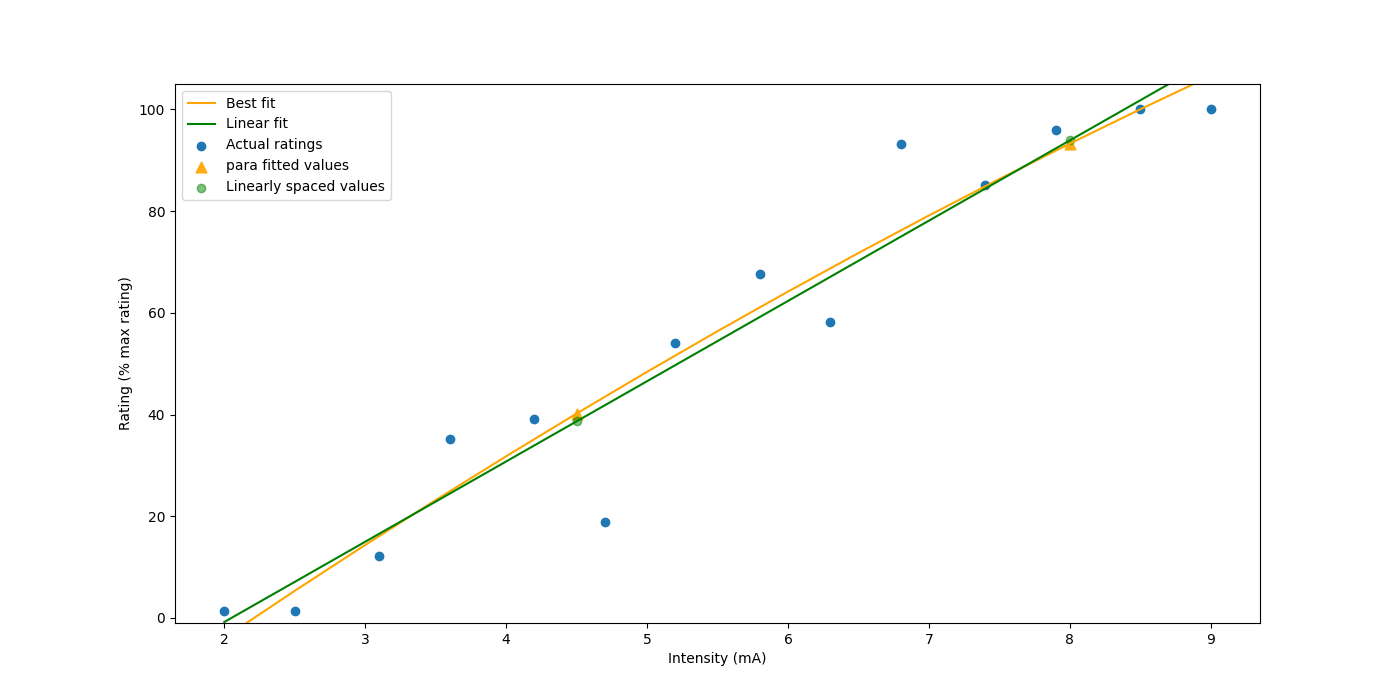 Best fit
Linear fit
Actual ratings
para fitted values
Linearly spaced values
100
80
60
40
20
0
Rating (% max rating)
2 3 4 5 6 7 8 9
Intensity (mA)